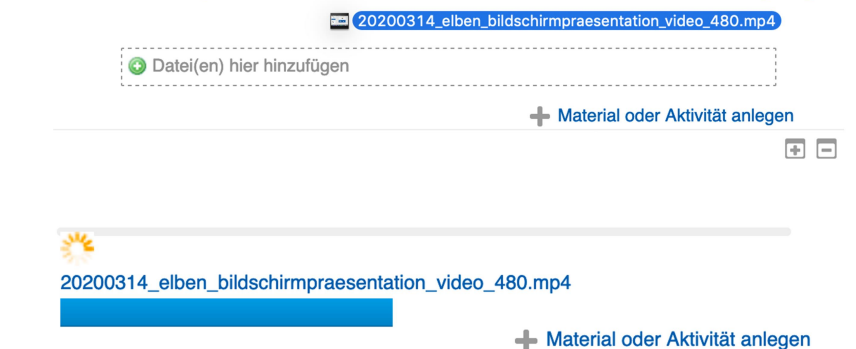 20200314_elben_bildschirmpraesentation_video_480.mp4
Datei(en) hier hinzufügen
Material oder Aktivität anlegen
20200314_elben_bildschirmpraesentation_video_480.mp4
Material oder Aktivität anlegen